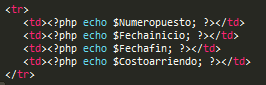 <tr>
<td><?php echo $Numeropuesto; ?></td>
<td><?php echo $Fechainicio; ?></td>
<td><?php echo $Fechafin; ?></td>
<td><?php echo $Costoarriendo; ?></td>
</tr>